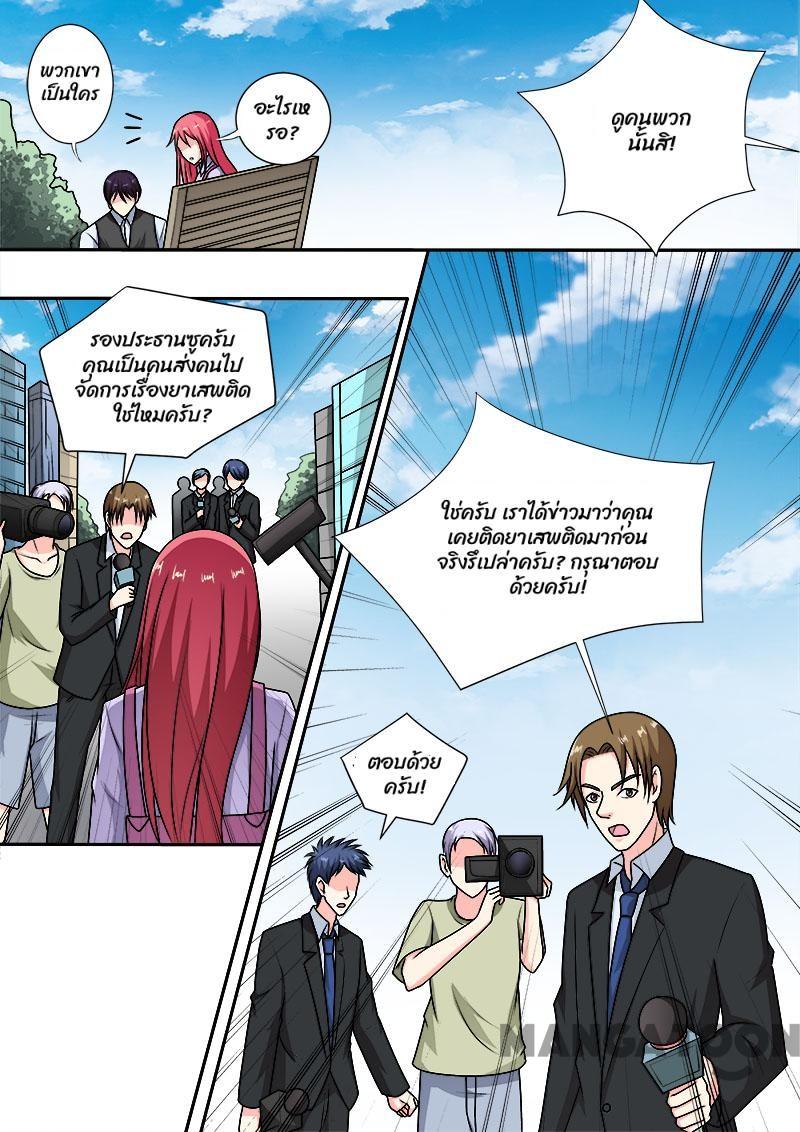 พวกเขา
เป็นใคร
อะไรเห
รอ?
ดูคนพวก
นั้นสิ!
รองประธานซูครับ
คุณเป็นคนส่งคนไป
จัดการเรื่องยาเสพติด
ใช่ไหมครับ?
ใช่ครับ เราได้ข่าวมาว่าคุณ
เคยติดยาเสพติดมาก่อน
จริงรึเปล่าครับ? กรุณาตอบ
ด้วยครับ!
ตอบด้วย
ครับ!
MANGATOON